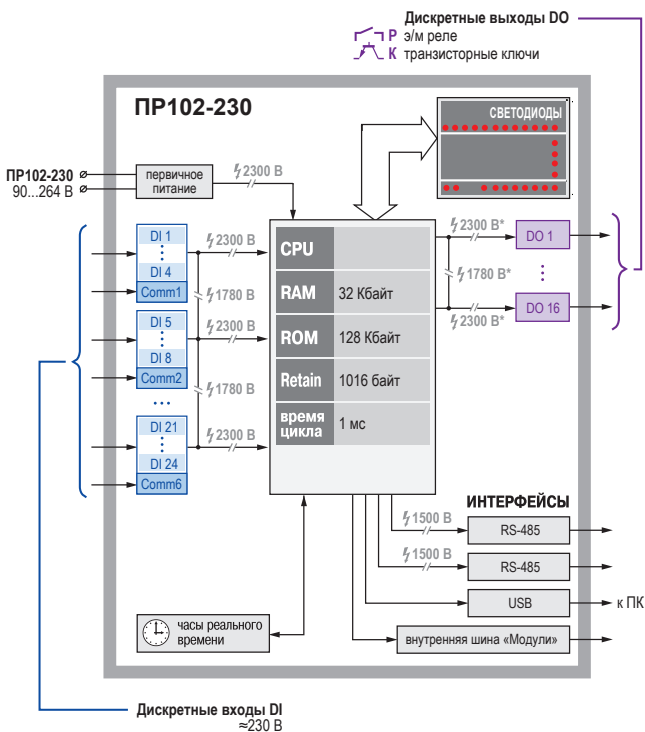 Дискретные выходы DO
Р э/м реле
К транзисторные ключи
ПР102-230
СВЕТОДИОДЫ
ПР102-230
90...264 В
первичное
питание
2300 В
DI 1
DI 4
Comm1
2300 В
1780 В
DI 5
DI 8
Comm2
2300 В
1780 В
...
DI 21
DI 24
Comm6
2300 В
CPU
RAM 32 Кбайт
ROM 128 Кбайт
Retain 1016 байт
время
цикла 1 мс
2300 В*
DO 1
1780 В*
2300 В*
DO 16
ИНТЕРФЕЙСЫ
1500 В
RS-485
1500 В
RS-485
USB
к ПК
внутренняя шина «Модули»
часы реального
времени
Дискретные входы DI
≈230 В